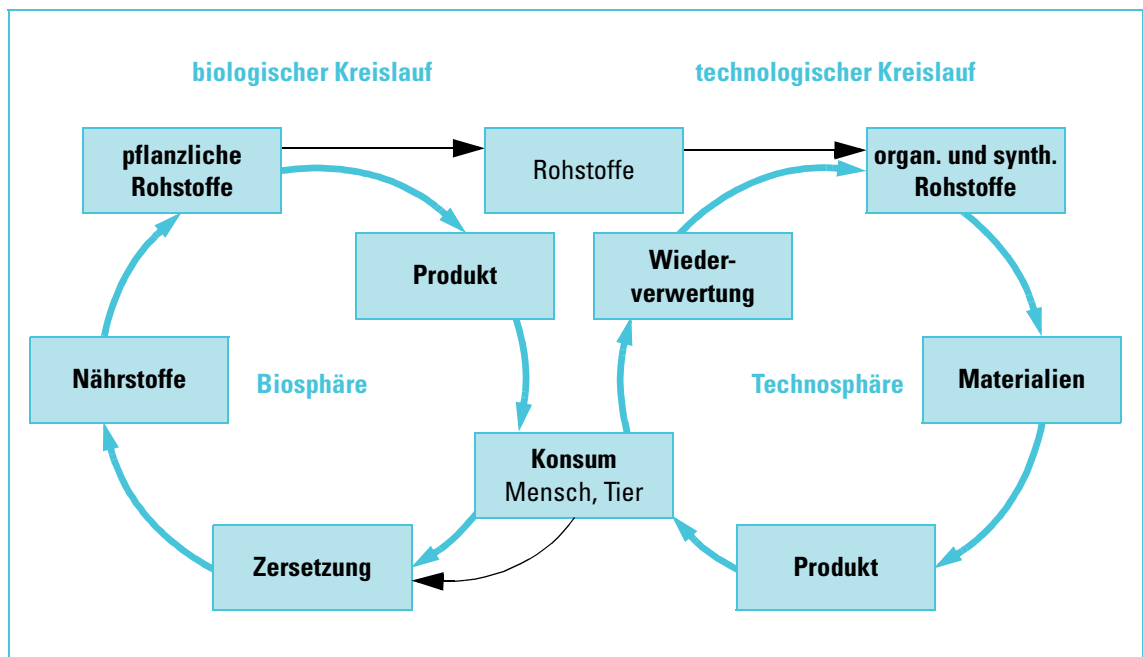 biologischer Kreislauf
technologischer Kreislauf
pflanzliche
Rohstoffe
Rohstoffe
organ. und synth.
Rohstoffe
Produkt
Wieder-
verwertung
Nährstoffe
Biosphäre
Technosphäre
Materialien
Konsum
Mensch, Tier
Zersetzung
Produkt